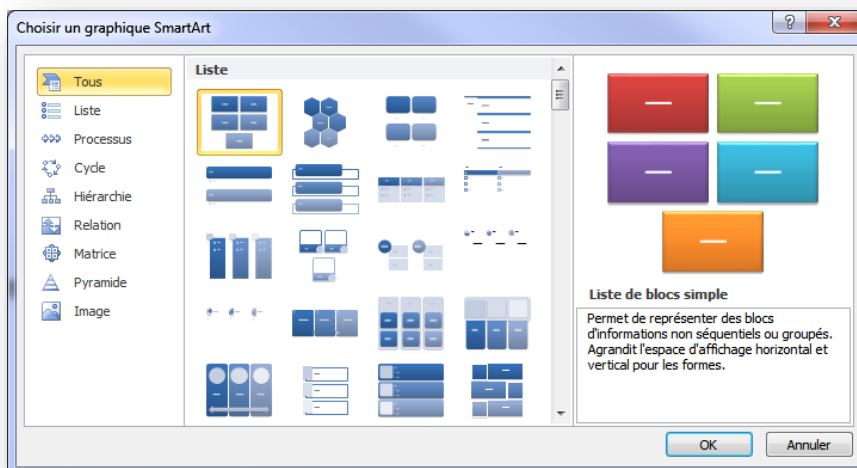 Choisir un graphique SmartArt
Tous
Liste
Processus
Cycle
Hiérarchie
Relation
Matrice
Pyramide
Image
Liste
Liste de blocs simple
Permet de représenter des blocs
d'informations non séquentiels ou groupés.
Agrandit l'espace d'affichage horizontal et
vertical pour les formes.
OK
Annuler